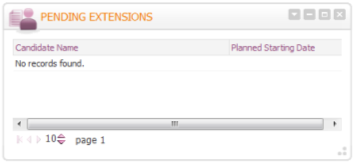 PENDING EXTENSIONS
Candidate Name Planned Starting Date
No records found.
10 page 1